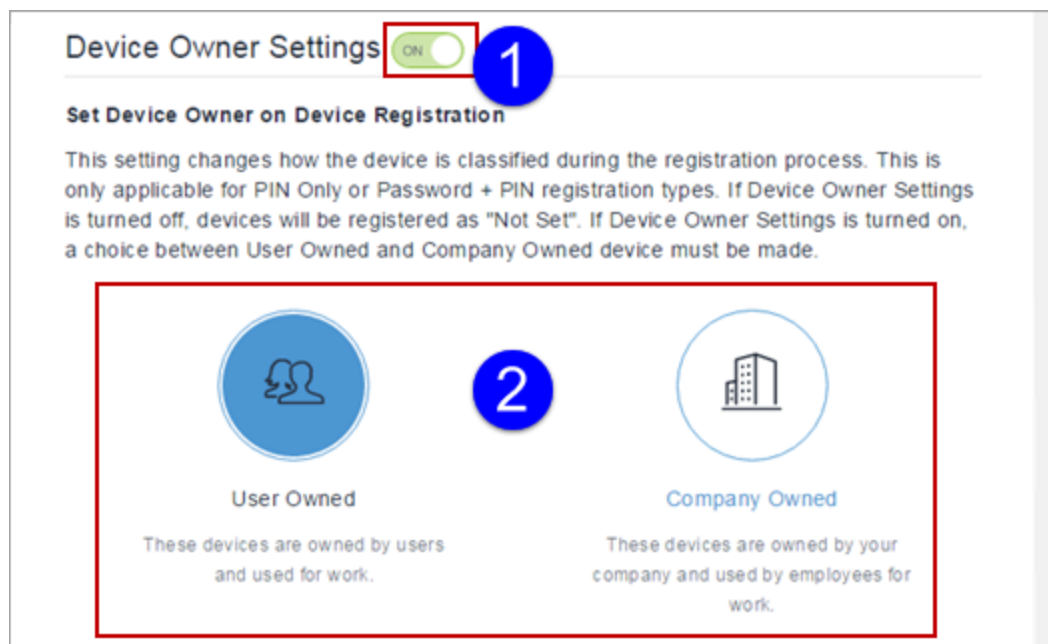 Device Owner Settings ON
1
Set Device Owner on Device Registration
This setting changes how the device is classified during the registration process. This is
only applicable for PIN Only or Password + PIN registration types. If Device Owner Settings
is turned off, devices will be registered as "Not Set". If Device Owner Settings is turned on,
a choice between User Owned and Company Owned device must be made.
2
User Owned
These devices are owned by users
and used for work.
Company Owned
These devices are owned by your
company and used by employees for
work.